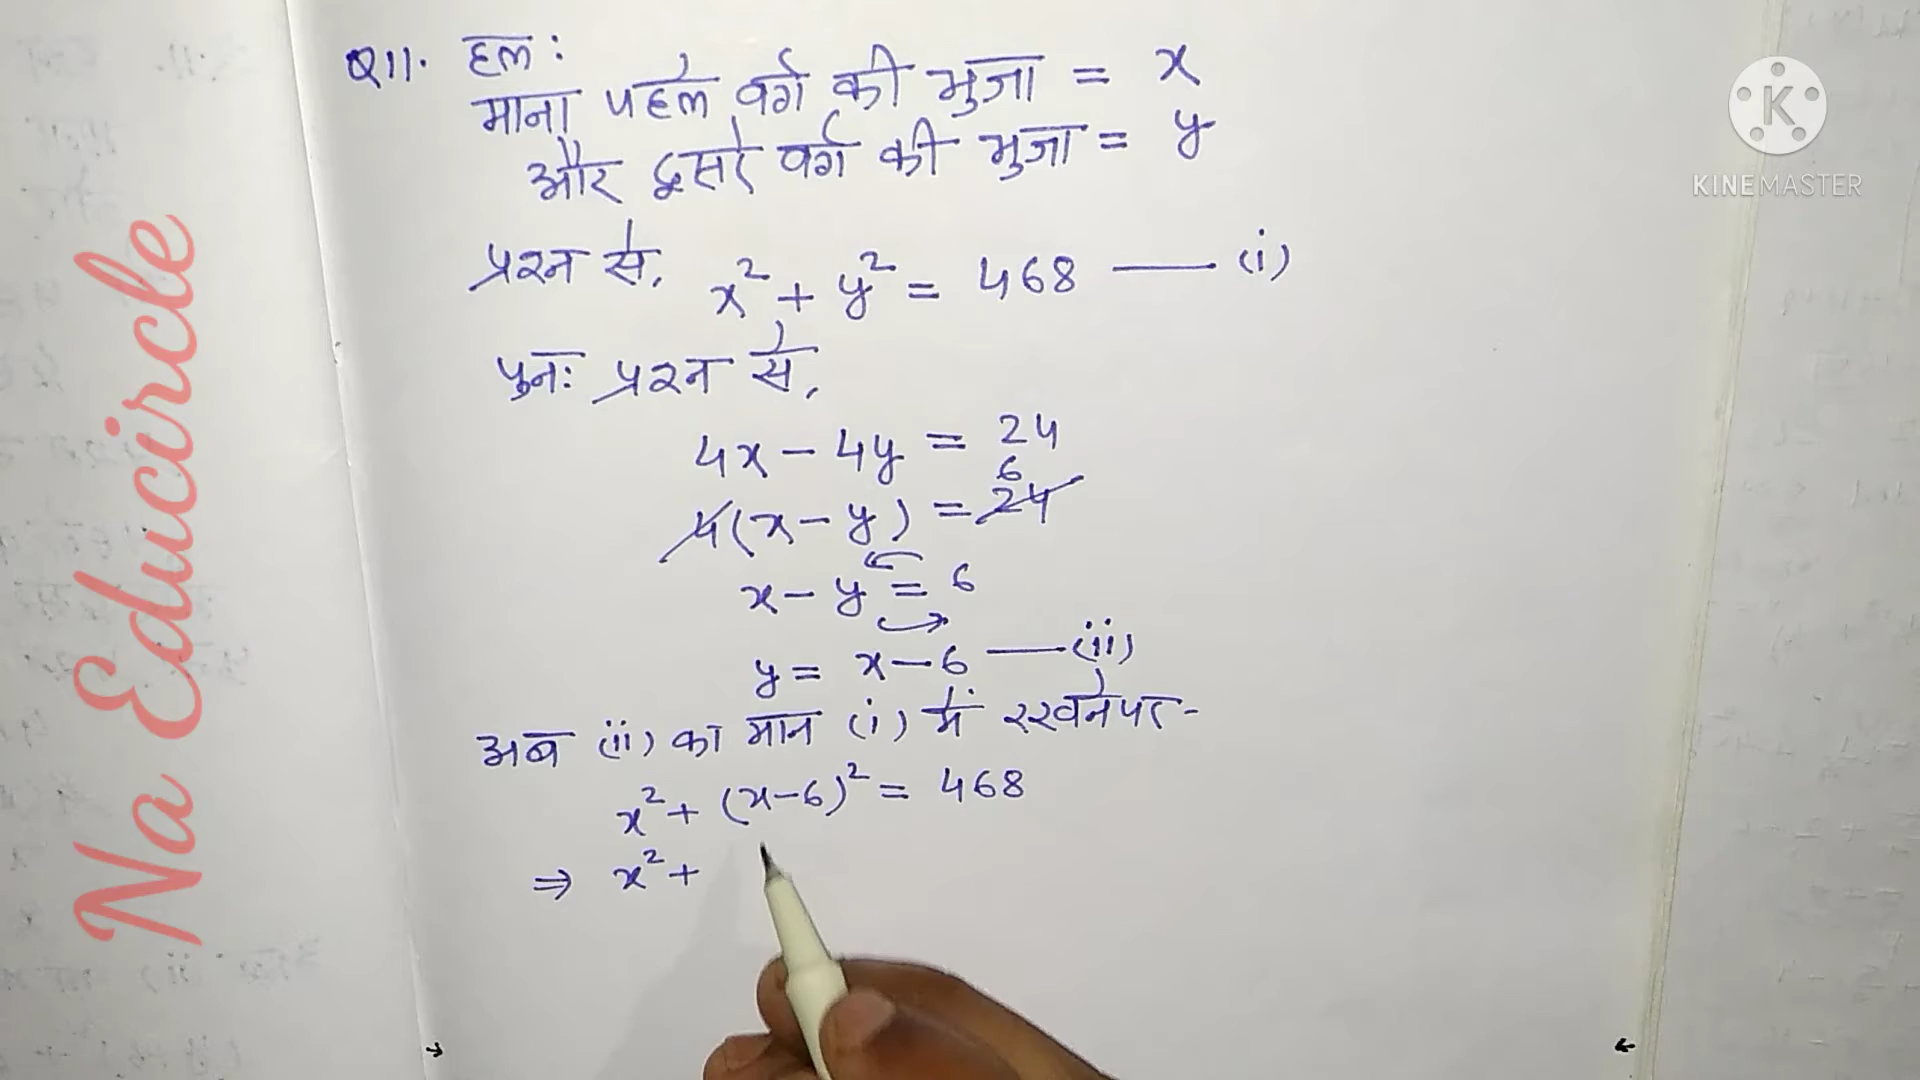 Q11. हल:
माना पहले वर्ग की भुजा = x
और दूसरे वर्ग की भुजा = y
प्रश्न से, x² + y² = 468 —— (i)
पुनः प्रश्न से,
4x - 4y = 24
6
4(x - y) = 24
x - y = 6
y = x - 6 —— (ii)
अब (ii) का मान (i) में रखने पर -
x² + (x-6)² = 468
⇒ x² +
Na Educircle
K
KINEMASTER